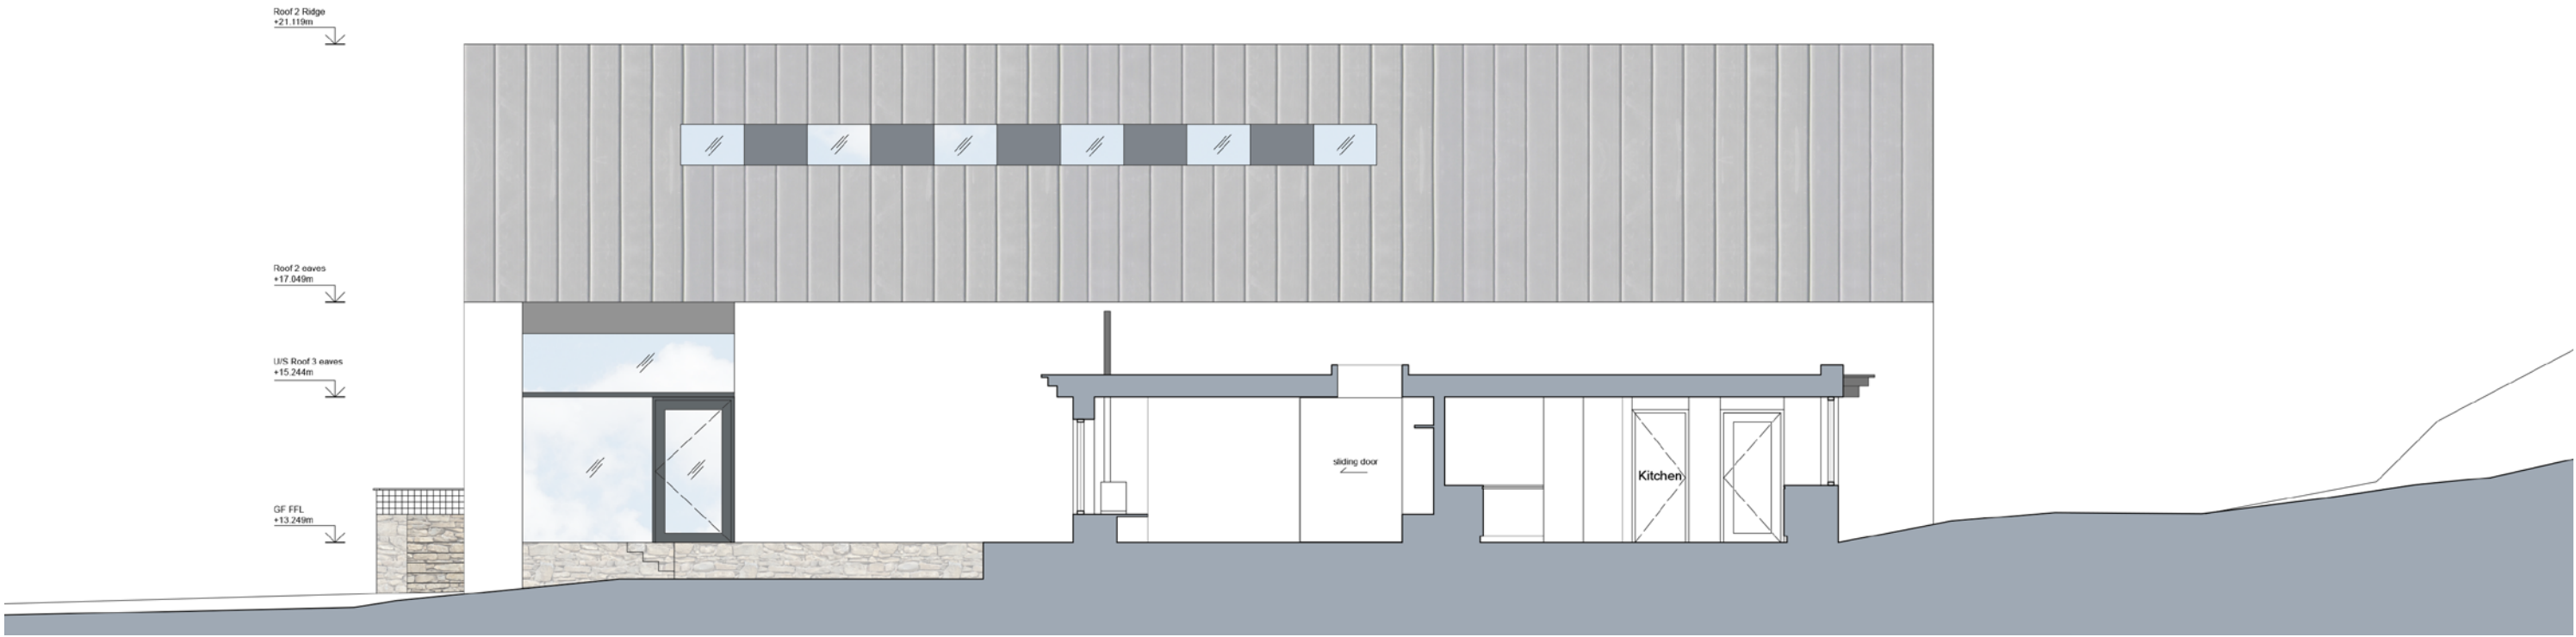 Roof 2 Ridge
+21.119m
Roof 2 eaves
+17.049m
U/S Roof 3 eaves
+15.244m
sliding door
Kitchen
GF FFL
+13.249m